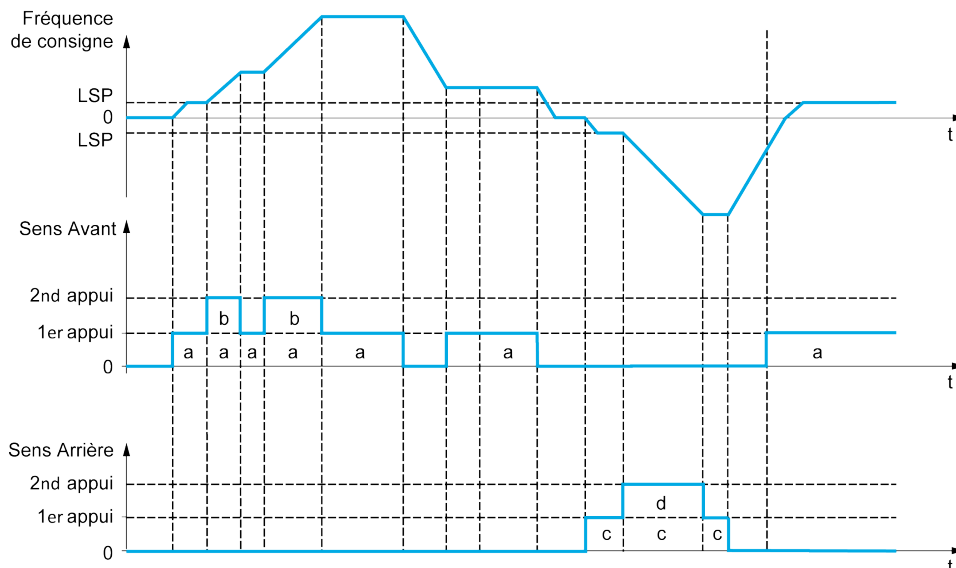 Fréquence
de consigne
LSP
0
LSP
t
Sens Avant
2nd appui
b
b
1er appui
a
a
a
a
a
a
a
0
t
Sens Arrière
2nd appui
d
1er appui
c
c
c
0
t